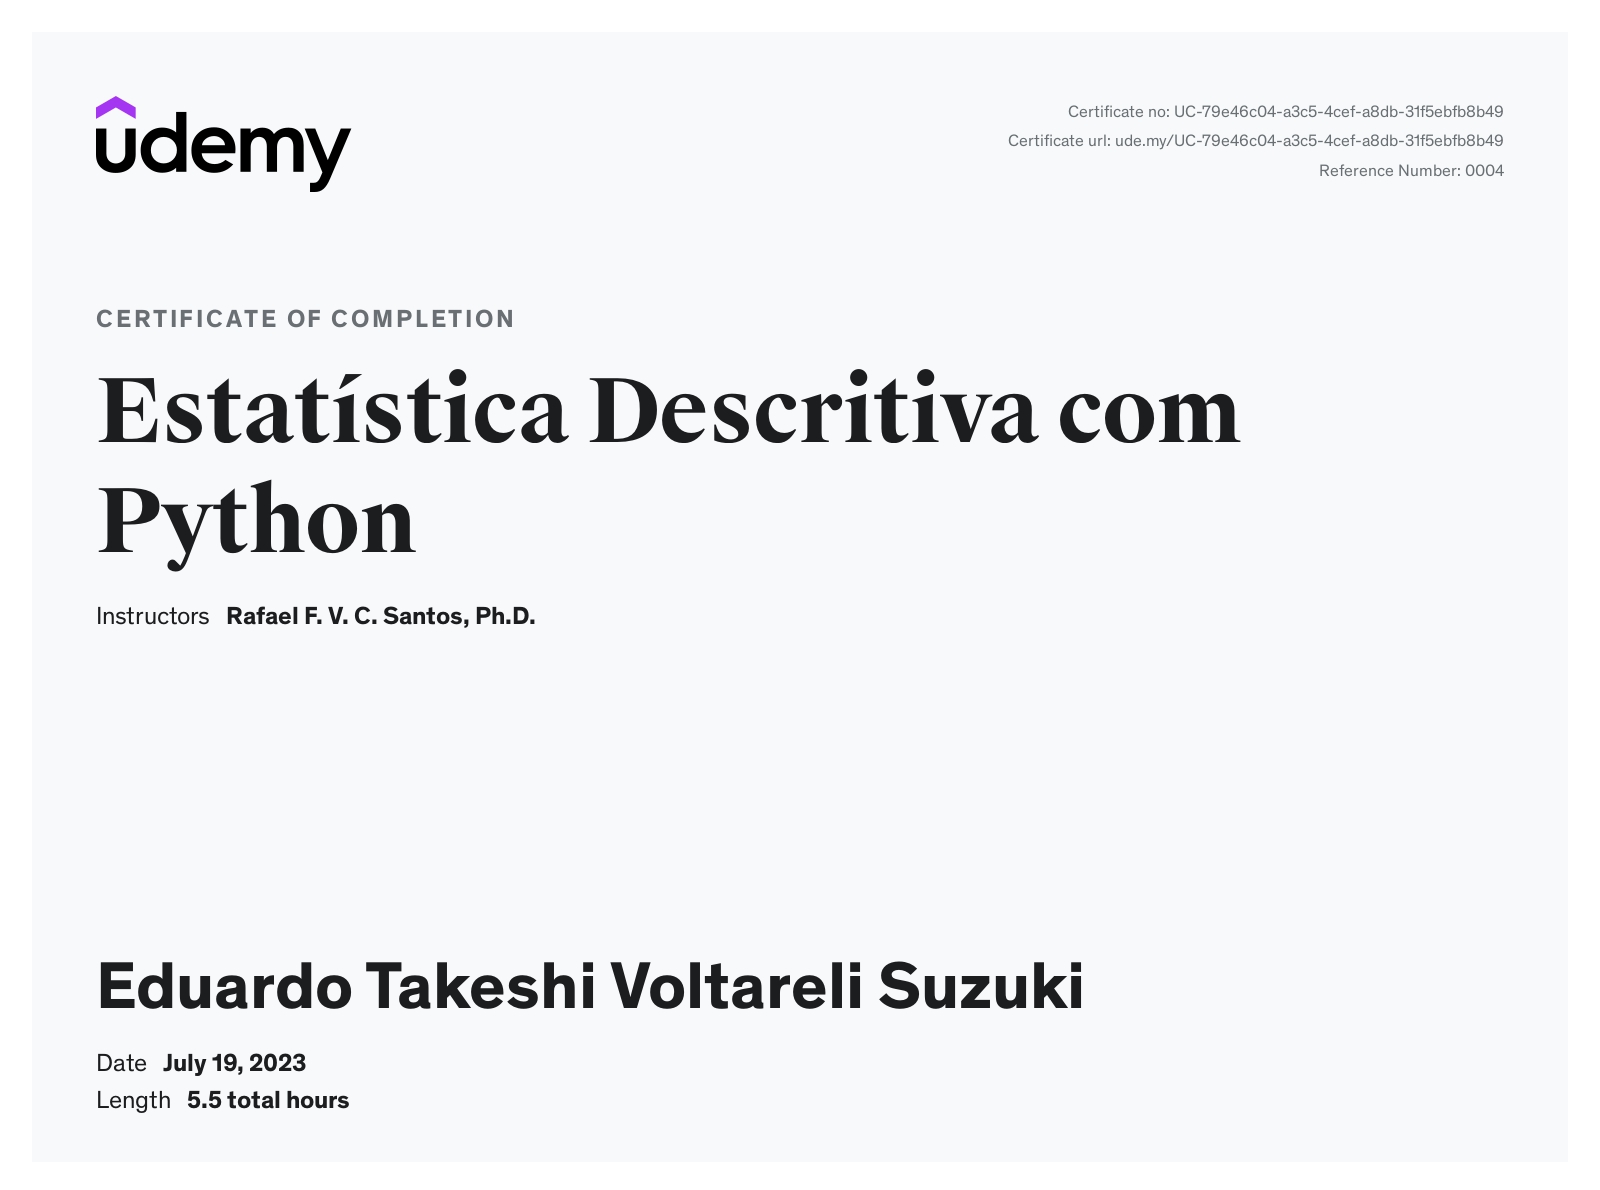 udemy
Certificate no: UC-79e46c04-a3c5-4cef-a8db-31f5ebfb8b49
Certificate url: ude.my/UC-79e46c04-a3c5-4cef-a8db-31f5ebfb8b49
Reference Number: 0004
CERTIFICATE OF COMPLETION
Estatística Descritiva com
Python
Instructors Rafael F. V. C. Santos, Ph.D.
Eduardo Takeshi Voltareli Suzuki
Date July 19, 2023
Length 5.5 total hours